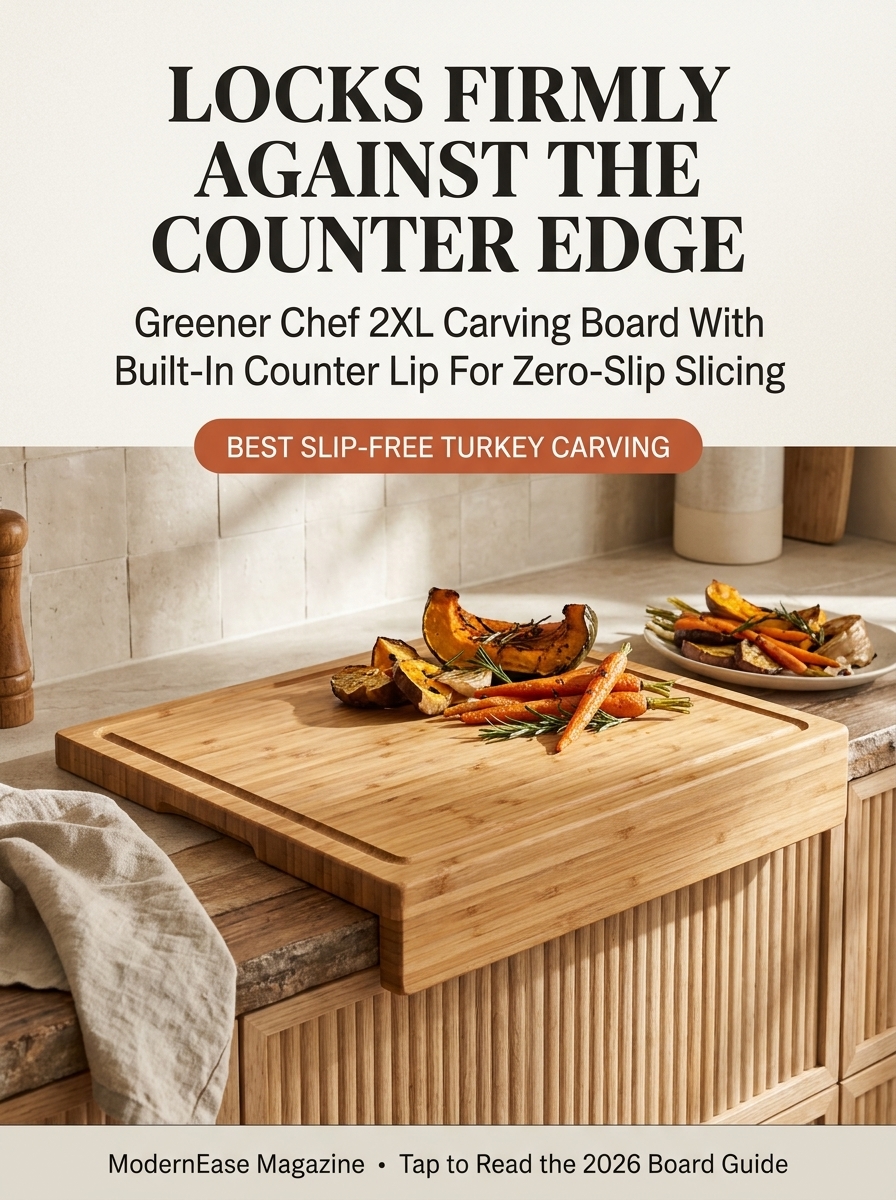 LOCKS FIRMLY
AGAINST THE
COUNTER EDGE
Greener Chef 2XL Carving Board With
Built-In Counter Lip For Zero-Slip Slicing
BEST SLIP-FREE TURKEY CARVING
ModernEase Magazine • Tap to Read the 2026 Board Guide